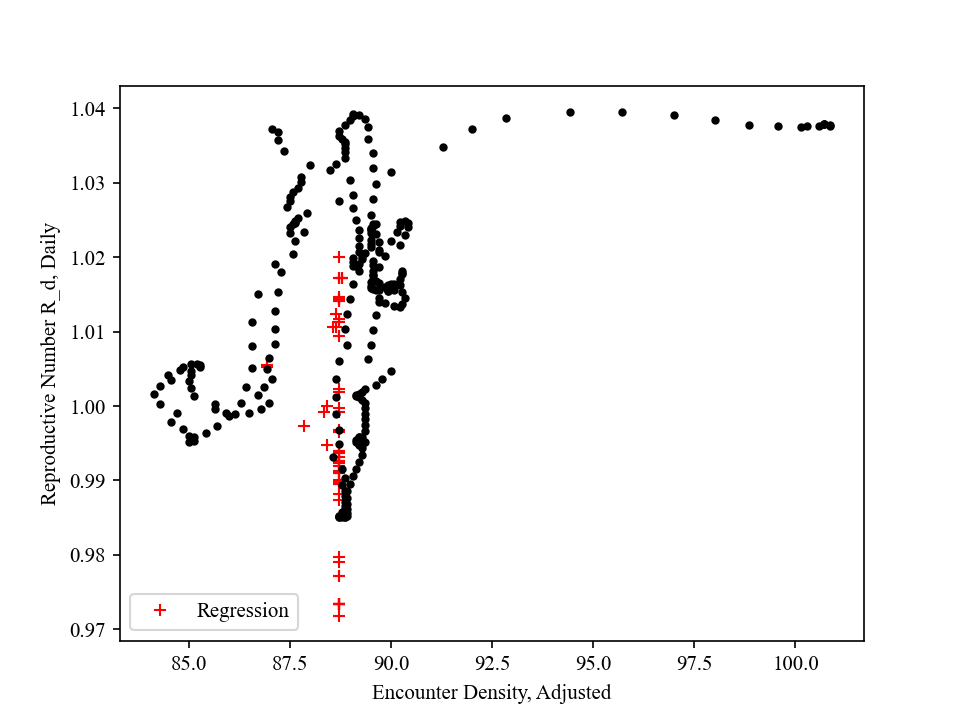 1.04
1.03
1.02
1.01
1.00
0.99
0.98
0.97
Reproductive Number R_d, Daily
Regression
85.0 87.5 90.0 92.5 95.0 97.5 100.0
Encounter Density, Adjusted